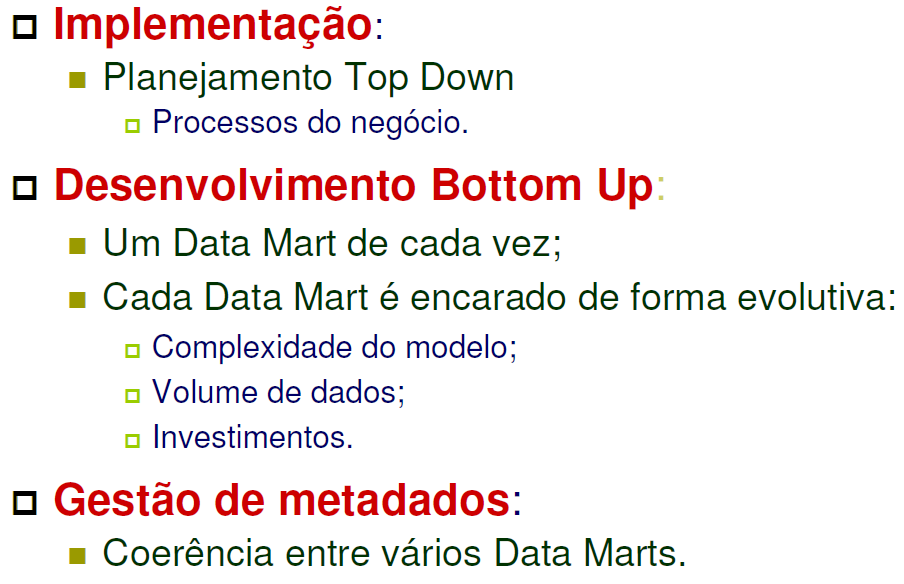 Implementação:
Planejamento Top Down
Processos do negócio.
Desenvolvimento Bottom Up:
Um Data Mart de cada vez;
Cada Data Mart é encarado de forma evolutiva:
Complexidade do modelo;
Volume de dados;
Investimentos.
Gestão de metadados:
Coerência entre vários Data Marts.